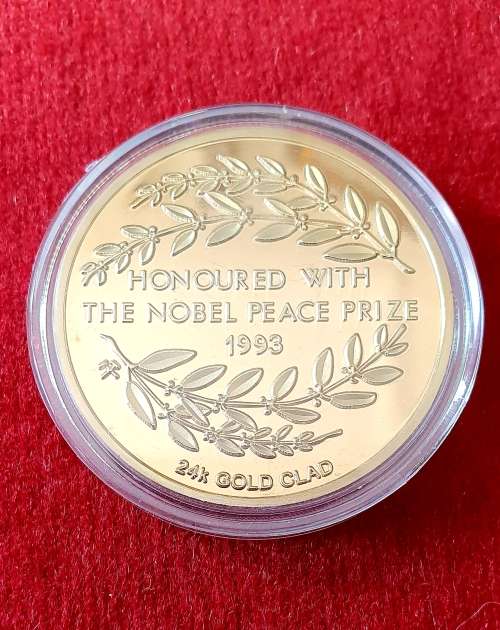 HONOURED WITH
THE NOBEL PEACE PRIZE
1993
24k GOLD CLAD